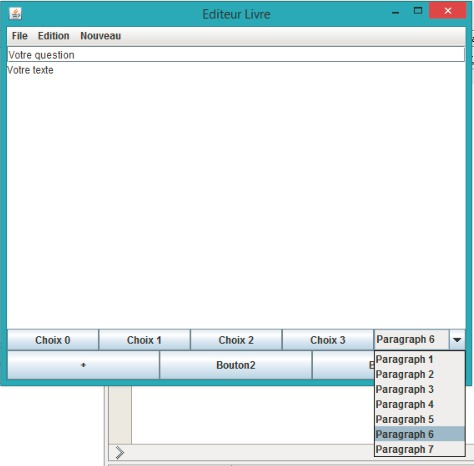 Editeur Livre
File Edition Nouveau
Votre question
Votre texte
Choix 0 Choix 1 Choix 2 Choix 3 Paragraph 6
+ Bouton2
Paragraph 1
Paragraph 2
Paragraph 3
Paragraph 4
Paragraph 5
Paragraph 6
Paragraph 7